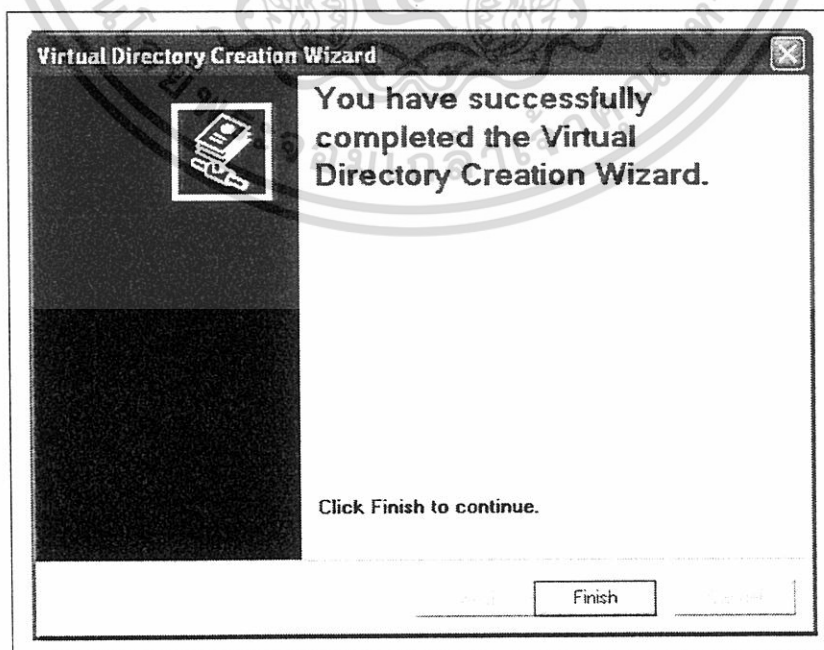 Virtual Directory Creation Wizard
You have successfully
completed the Virtual
Directory Creation Wizard.
Click Finish to continue.
Finish